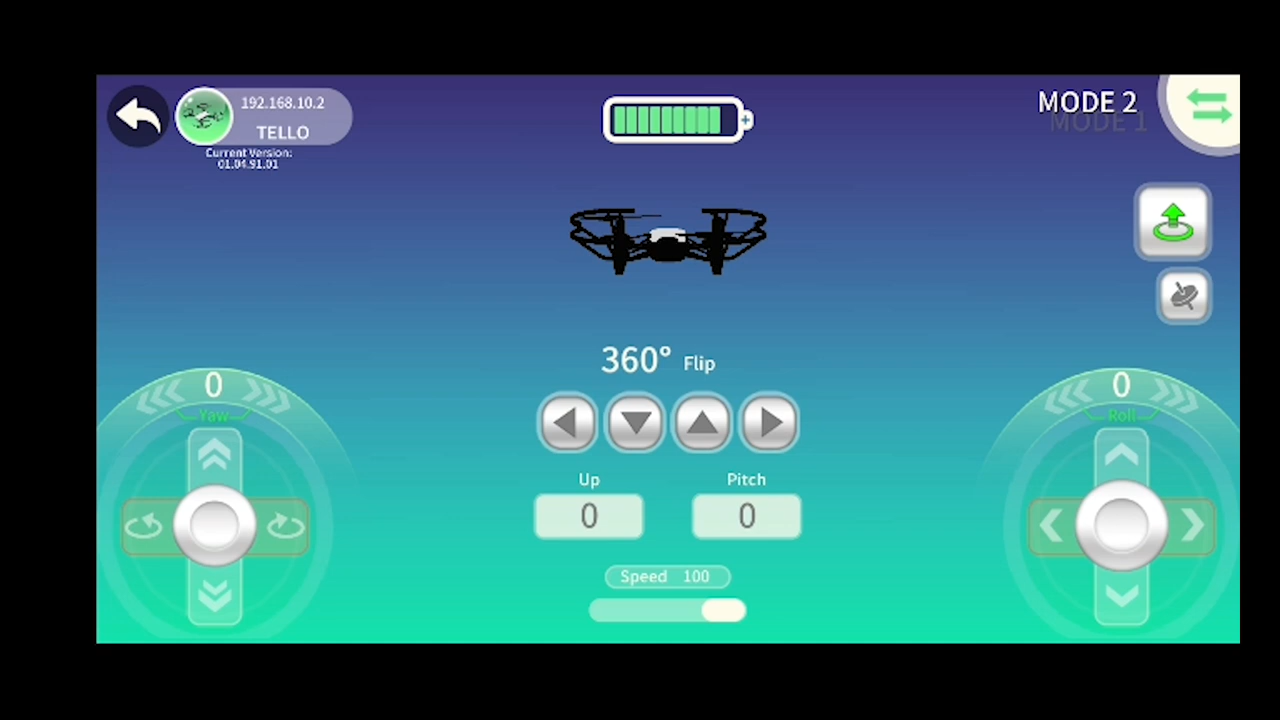 192.168.10.2
TELLO
Current Version:
01.04.91.01
MODE 2
MODE 1
360° Flip
0
Yaw
0
Roll
Up
Pitch
0
0
Speed 100